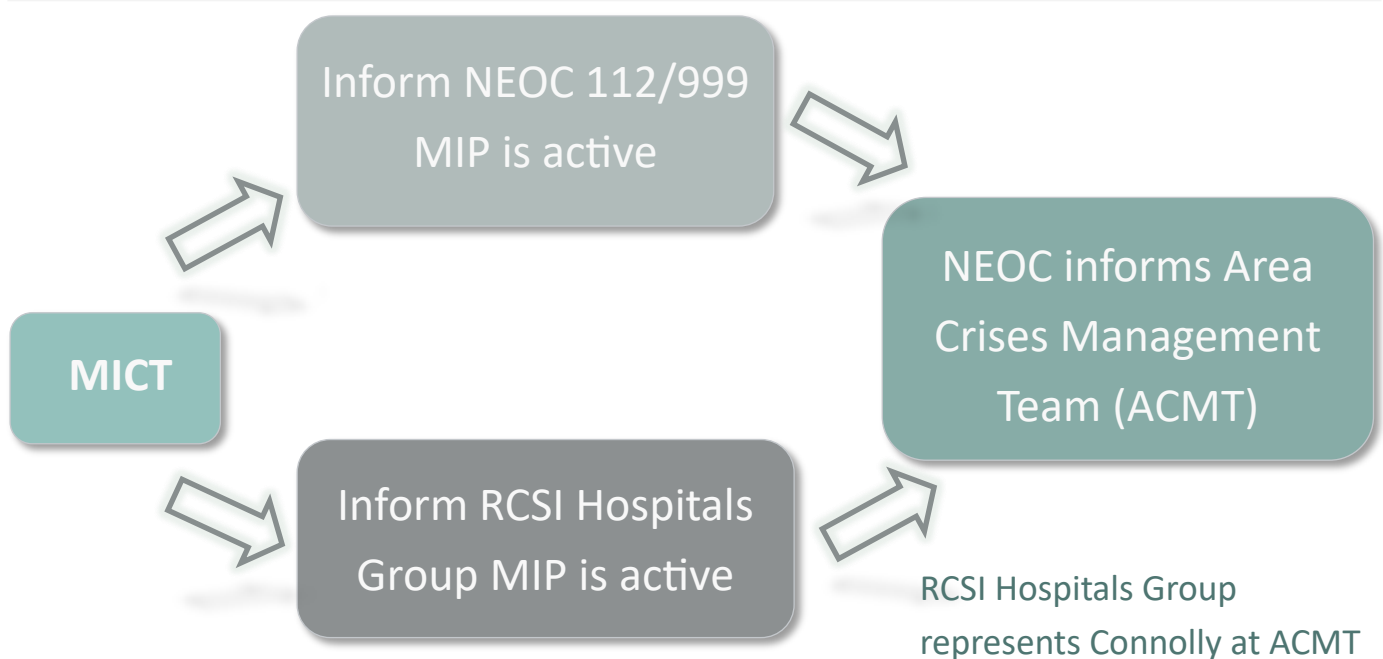 Inform NEOC 112/999
MIP is active
MICT
NEOC informs Area
Crises Management
Team (ACMT)
Inform RCSI Hospitals
Group MIP is active
RCSI Hospitals Group
represents Connolly at ACMT